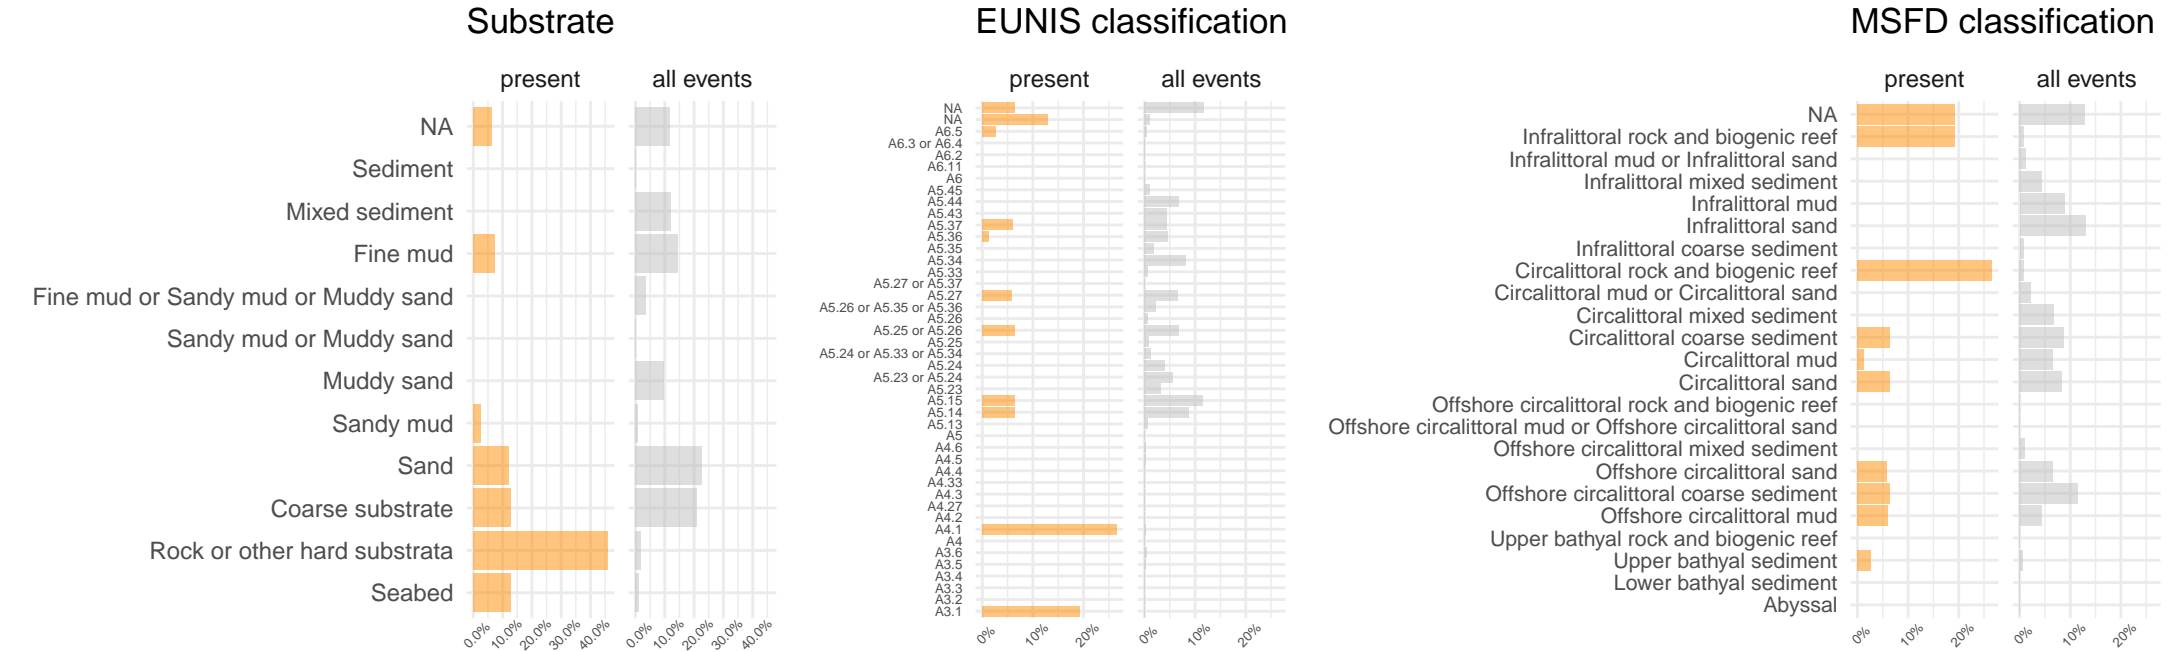 Substrate
EUNIS classification
MSFD classification
present
all events
present
all events
present
all events
NA
Sediment
Mixed sediment
Fine mud
Fine mud or Sandy mud or Muddy sand
Sandy mud or Muddy sand
Muddy sand
Sandy mud
Sand
Coarse substrate
Rock or other hard substrata
Seabed
0.0%
10.0%
20.0%
30.0%
40.0%
0.0%
10.0%
20.0%
30.0%
40.0%
NA
NA
A6.5
A6.3 or A6.4
A6.2
A6.11
A6
A5.45
A5.44
A5.43
A5.37
A5.36
A5.35
A5.34
A5.33
A5.27 or A5.37
A5.27
A5.26 or A5.35 or A5.36
A5.26
A5.25 or A5.26
A5.25
A5.24 or A5.33 or A5.34
A5.24
A5.23 or A5.24
A5.23
A5.15
A5.14
A5.13
A5
A4.6
A4.5
A4.4
A4.33
A4.3
A4.27
A4.2
A4.1
A4
A3.6
A3.5
A3.4
A3.3
A3.2
A3.1
0%
10%
20%
0%
10%
20%
NA
Infralittoral rock and biogenic reef
Infralittoral mud or Infralittoral sand
Infralittoral mixed sediment
Infralittoral mud
Infralittoral sand
Infralittoral coarse sediment
Circalittoral rock and biogenic reef
Circalittoral mud or Circalittoral sand
Circalittoral mixed sediment
Circalittoral coarse sediment
Circalittoral mud
Circalittoral sand
Offshore circalittoral rock and biogenic reef
Offshore circalittoral mud or Offshore circalittoral sand
Offshore circalittoral mixed sediment
Offshore circalittoral sand
Offshore circalittoral coarse sediment
Offshore circalittoral mud
Upper bathyal rock and biogenic reef
Upper bathyal sediment
Lower bathyal sediment
Abyssal
0%
10%
20%
0%
10%
20%